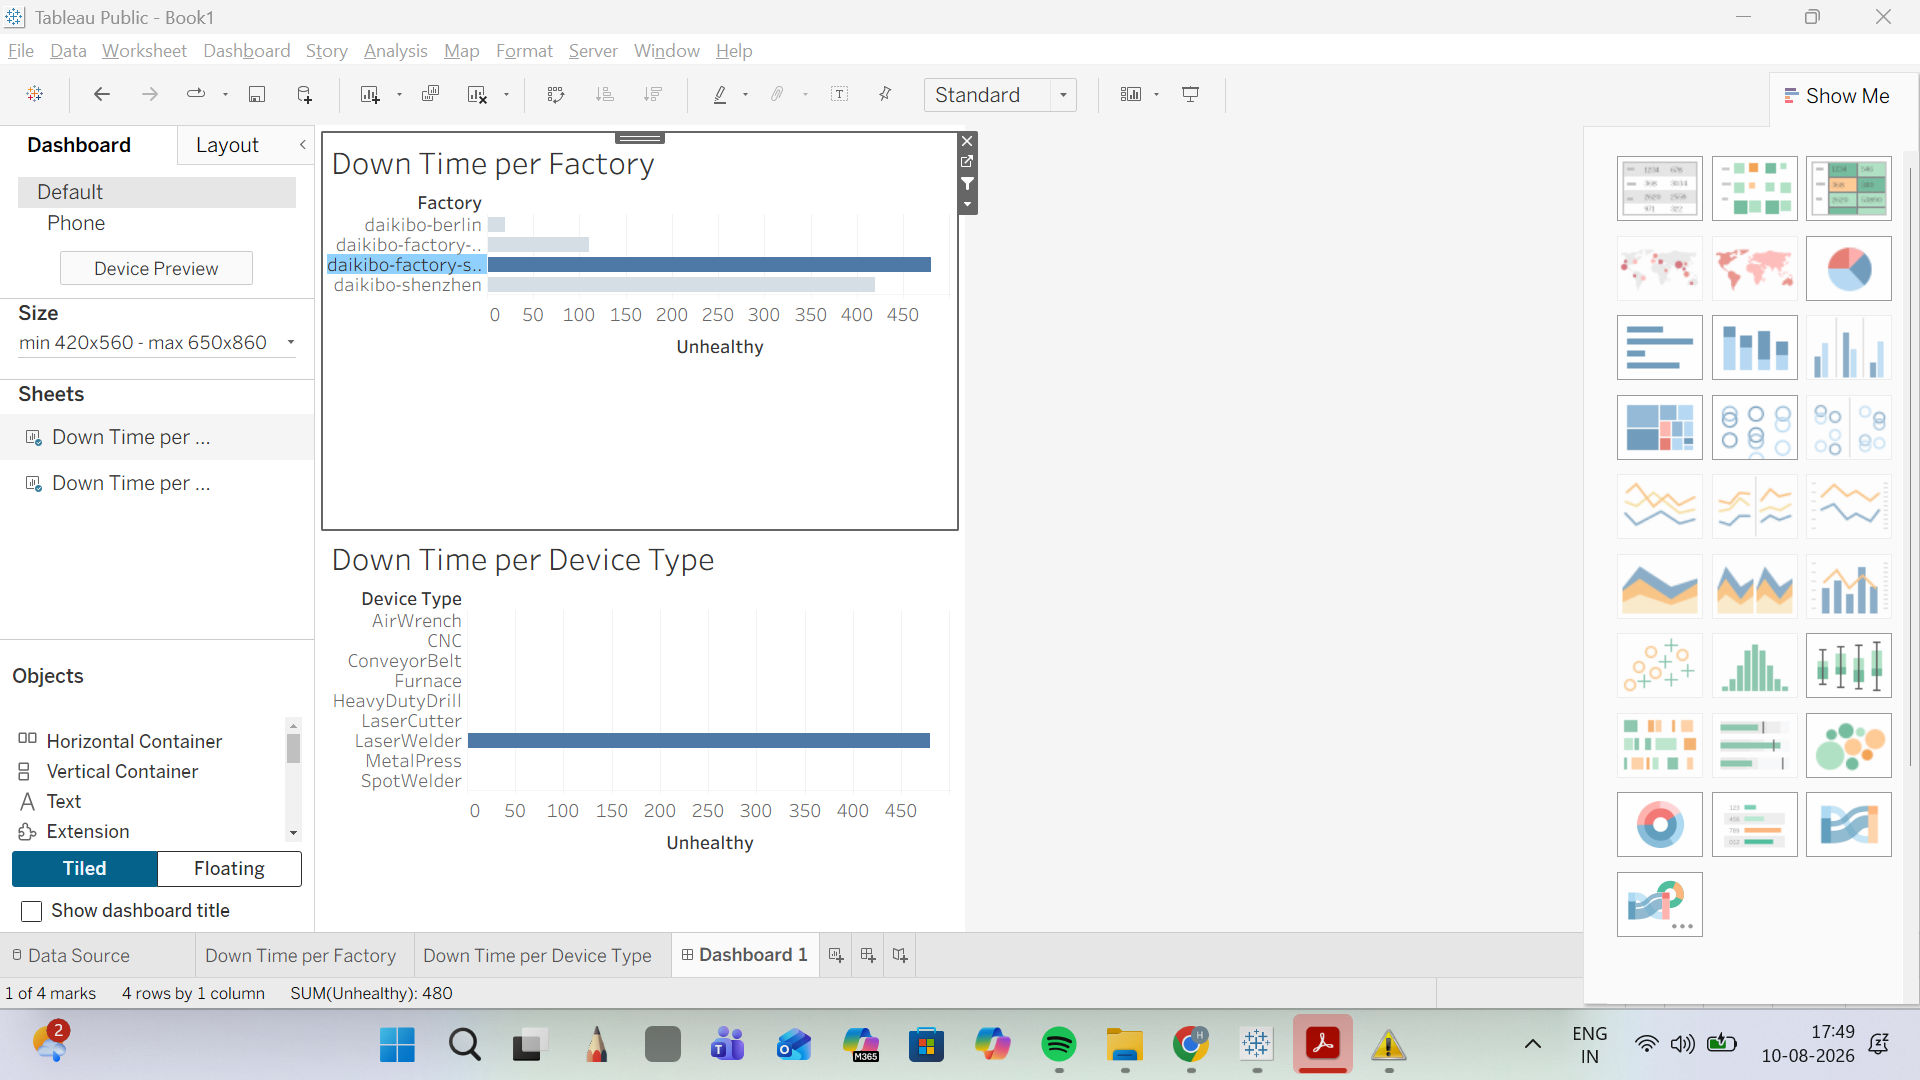 Tableau Public - Book1
File Data Worksheet Dashboard Story Analysis Map Format Server Window Help
Standard
Show Me
Dashboard
Layout
Default
Phone
Device Preview
Size
min 420x560 - max 650x860
Sheets
Down Time per ...
Down Time per ...
Objects
Horizontal Container
Vertical Container
Text
Extension
Tiled
Floating
Show dashboard title
Down Time per Factory
Factory
daikibo-berlin
daikibo-factory-..
daikibo-factory-s..
daikibo-shenzhen
0 50 100 150 200 250 300 350 400 450
Unhealthy
Down Time per Device Type
Device Type
AirWrench
CNC
ConveyorBelt
Furnace
HeavyDutyDrill
LaserCutter
LaserWelder
MetalPress
SpotWelder
0 50 100 150 200 250 300 350 400 450
Unhealthy
Data Source
Down Time per Factory
Down Time per Device Type
Dashboard 1
1 of 4 marks 4 rows by 1 column SUM(Unhealthy): 480
2
M365
ENG
IN
17:49
10-08-2026